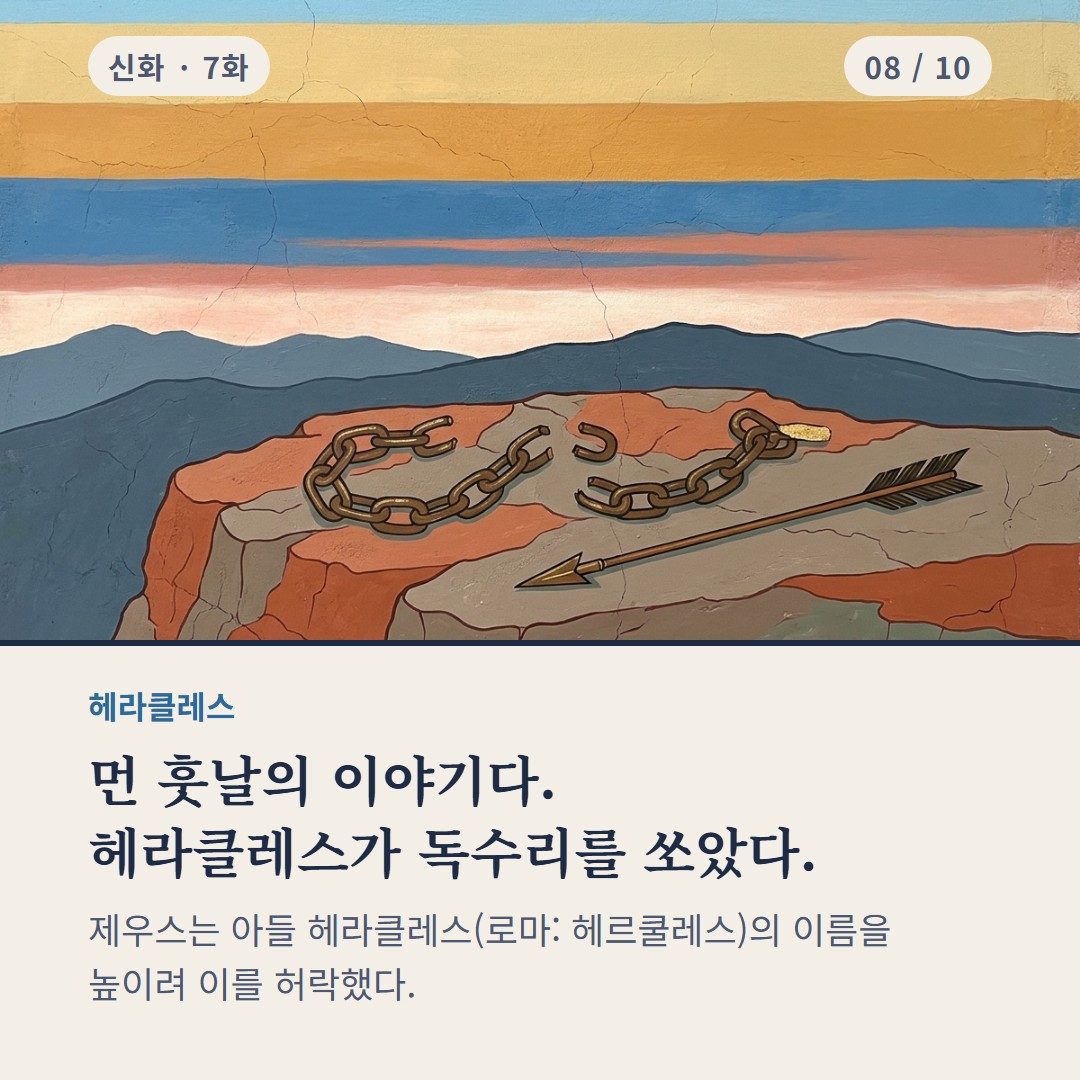 신화 · 7화
08 / 10
헤라클레스
먼 훗날의 이야기다.
헤라클레스가 독수리를 쏘았다.
제우스는 아들 헤라클레스(로마: 헤르쿨레스)의 이름을
높이려 이를 허락했다.